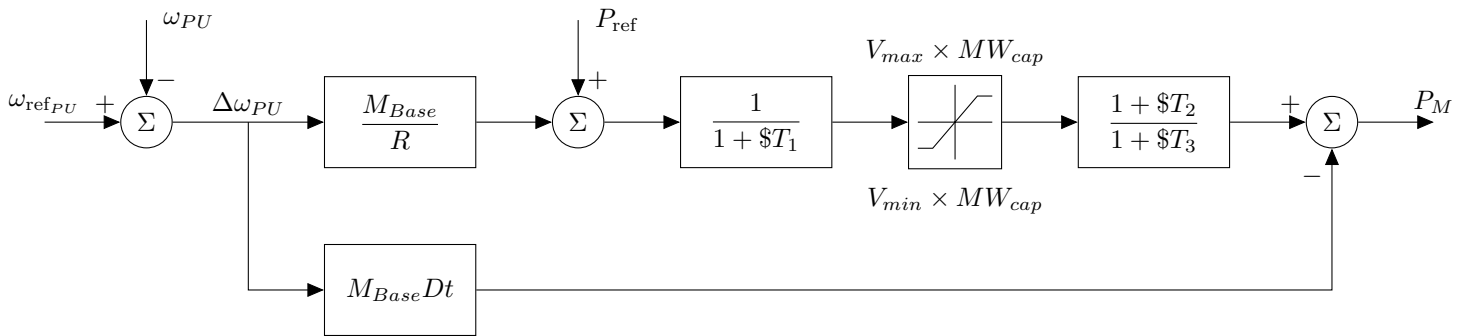 ω_PU
P_ref
V_max × MW_cap
ω_ref_PU
+
−
Σ
Δω_PU
M_Base
R
+
Σ
1
1 + $T_1
1 + $T_2
1 + $T_3
+
Σ
−
P_M
V_min × MW_cap
M_Base Dt